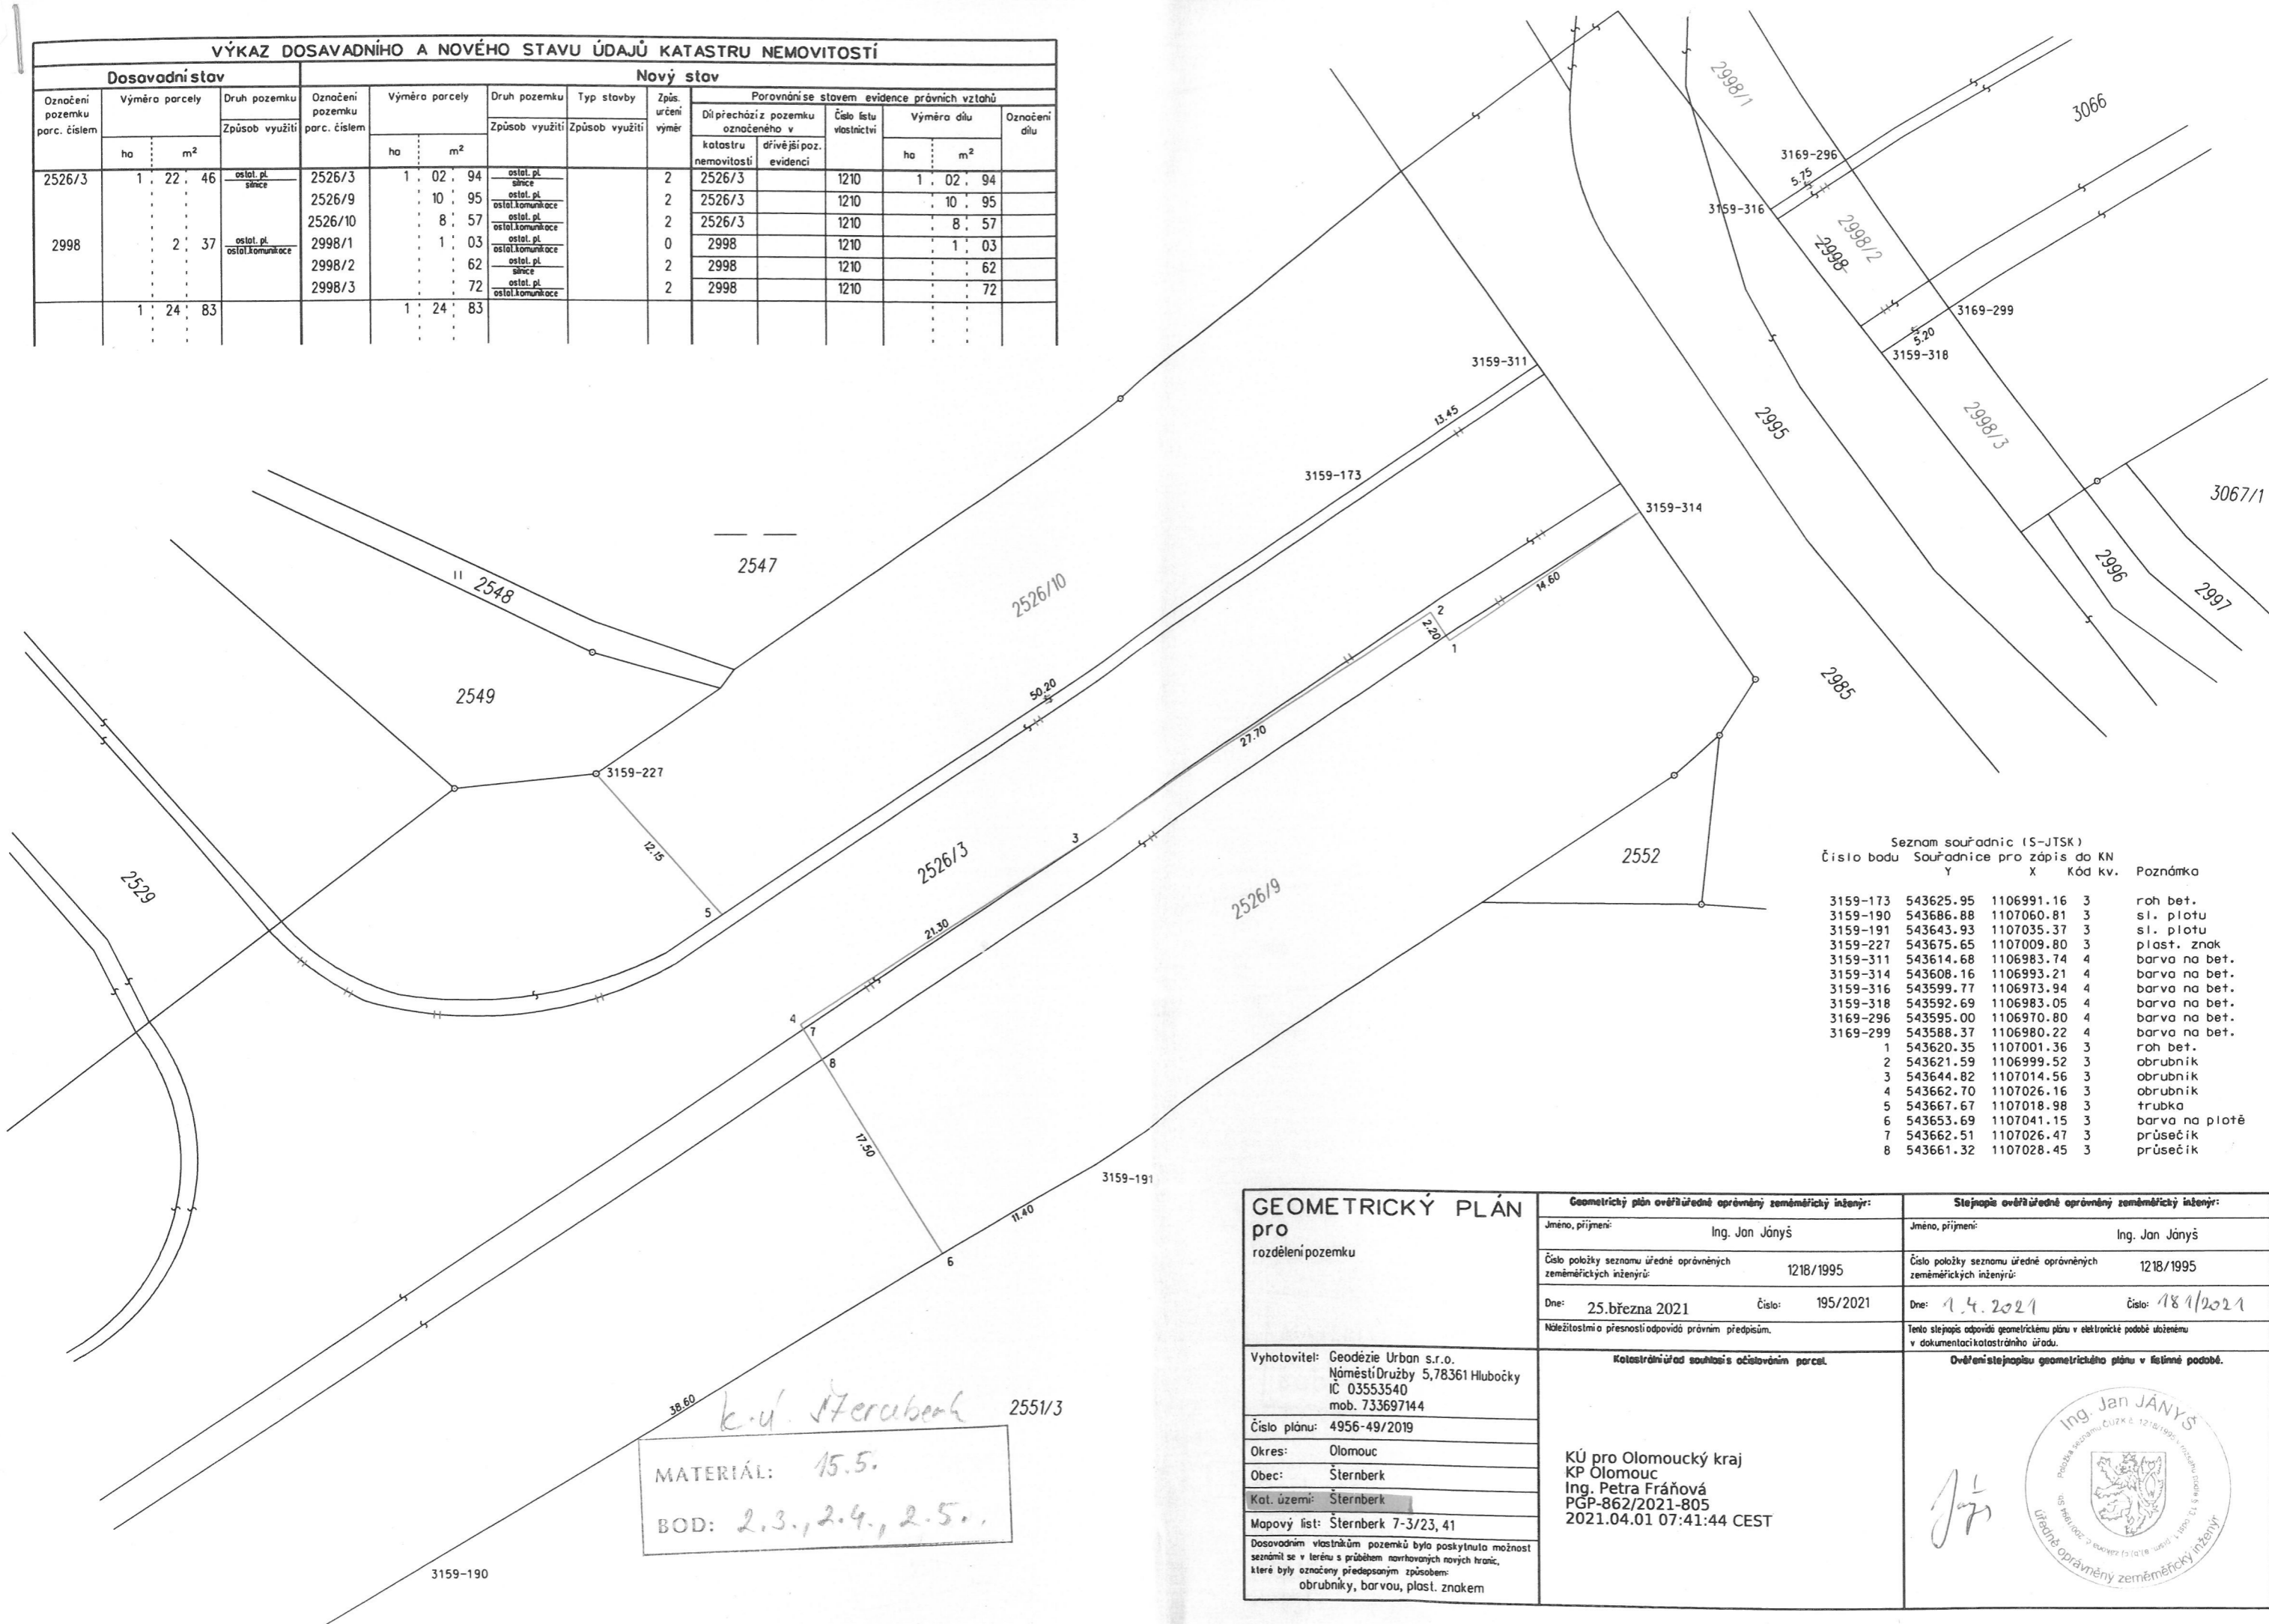 VÝKAZ DOSAVADNÍHO A NOVÉHO STAVU ÚDAJŮ KATASTRU NEMOVITOSTÍ
Dosavadní stav Nový stav
Označení pozemku parc. číslem
Výměra parcely
ha m²
Druh pozemku
Způsob využití
Označení pozemku parc. číslem
Výměra parcely
ha m²
Druh pozemku
Způsob využití
Typ stavby
Způsob využití
Způs. určení výměr
Porovnání se stavem evidence právních vztahů
Díl přechází z pozemku označeného v
katastru nemovitostí
dřívější poz. evidenci
Číslo listu vlastnictví
Výměra dílu
ha m²
Označení dílu
2526/3 1 22 46 ostat. pl. silnice 2526/3 1 02 94 ostat. pl. silnice 2 2526/3 1210 1 02 94
2526/9 10 95 ostat. pl. ostat.komunikace 2 2526/3 1210 10 95
2526/10 8 57 ostat. pl. ostat.komunikace 2 2526/3 1210 8 57
2998 2 37 ostat. pl. ostat.komunikace 2998/1 1 03 ostat. pl. ostat.komunikace 0 2998 1210 1 03
2998/2 62 ostat. pl. silnice 2 2998 1210 62
2998/3 72 ostat. pl. ostat.komunikace 2 2998 1210 72
1 24 83 1 24 83
2998/1
3066
3169-296
5.75
3159-316
2998/2
2998
3169-299
5.20
3159-318
3159-311
13.45
2995
2998/3
3159-173
3067/1
3159-314
2547
2548
2526/10
14.60
2
2.20
1
2996
2997
2549
50.20
2985
27.70
3159-227
12.15
3
2526/3
2552
2529
5
2526/9
21.30
4
7
8
17.50
3159-191
11.40
6
38.60
2551/3
3159-190
k.ú. Šternberk
MATERIÁL: 15.5.
BOD: 2.3., 2.4., 2.5.
Seznam souřadnic (S-JTSK)
Číslo bodu Souřadnice pro zápis do KN
Y X Kód kv. Poznámka
3159-173 543625.95 1106991.16 3 roh bet.
3159-190 543686.88 1107060.81 3 sl. plotu
3159-191 543643.93 1107035.37 3 sl. plotu
3159-227 543675.65 1107009.80 3 plast. znak
3159-311 543614.68 1106983.74 4 barva na bet.
3159-314 543608.16 1106993.21 4 barva na bet.
3159-316 543599.77 1106973.94 4 barva na bet.
3159-318 543592.69 1106983.05 4 barva na bet.
3169-296 543595.00 1106970.80 4 barva na bet.
3169-299 543588.37 1106980.22 4 barva na bet.
1 543620.35 1107001.36 3 roh bet.
2 543621.59 1106999.52 3 obrubník
3 543644.82 1107014.56 3 obrubník
4 543662.70 1107026.16 3 obrubník
5 543667.67 1107018.98 3 trubka
6 543653.69 1107041.15 3 barva na plotě
7 543662.51 1107026.47 3 průsečík
8 543661.32 1107028.45 3 průsečík
GEOMETRICKÝ PLÁN
pro
rozdělení pozemku
Vyhotovitel: Geodézie Urban s.r.o.
Náměstí Družby 5,78361 Hlubočky
IČ 03553540
mob. 733697144
Číslo plánu: 4956-49/2019
Okres: Olomouc
Obec: Šternberk
Kat. území: Šternberk
Mapový list: Šternberk 7-3/23, 41
Dosavadním vlastníkům pozemků byla poskytnuta možnost
seznámit se v terénu s průběhem navrhovaných nových hranic,
které byly označeny předepsaným způsobem:
obrubníky, barvou, plast. znakem
Geometrický plán ověřil úředně oprávněný zeměměřický inženýr:
Jméno, příjmení: Ing. Jan Jányš
Číslo položky seznamu úředně oprávněných
zeměměřických inženýrů: 1218/1995
Dne: 25.března 2021 Číslo: 195/2021
Náležitostmi a přesností odpovídá právním předpisům.
Katastrální úřad souhlasí s očíslováním parcel.
KÚ pro Olomoucký kraj
KP Olomouc
Ing. Petra Fráňová
PGP-862/2021-805
2021.04.01 07:41:44 CEST
Stejnopis ověřil úředně oprávněný zeměměřický inženýr:
Jméno, příjmení: Ing. Jan Jányš
Číslo položky seznamu úředně oprávněných
zeměměřických inženýrů: 1218/1995
Dne: 1.4.2021 Číslo: 181/2021
Tento stejnopis odpovídá geometrickému plánu v elektronické podobě uloženému
v dokumentaci katastrálního úřadu.
Ověření stejnopisu geometrického plánu v listinné podobě.
Ing. Jan JÁNYŠ
úředně oprávněný zeměměřický inženýr